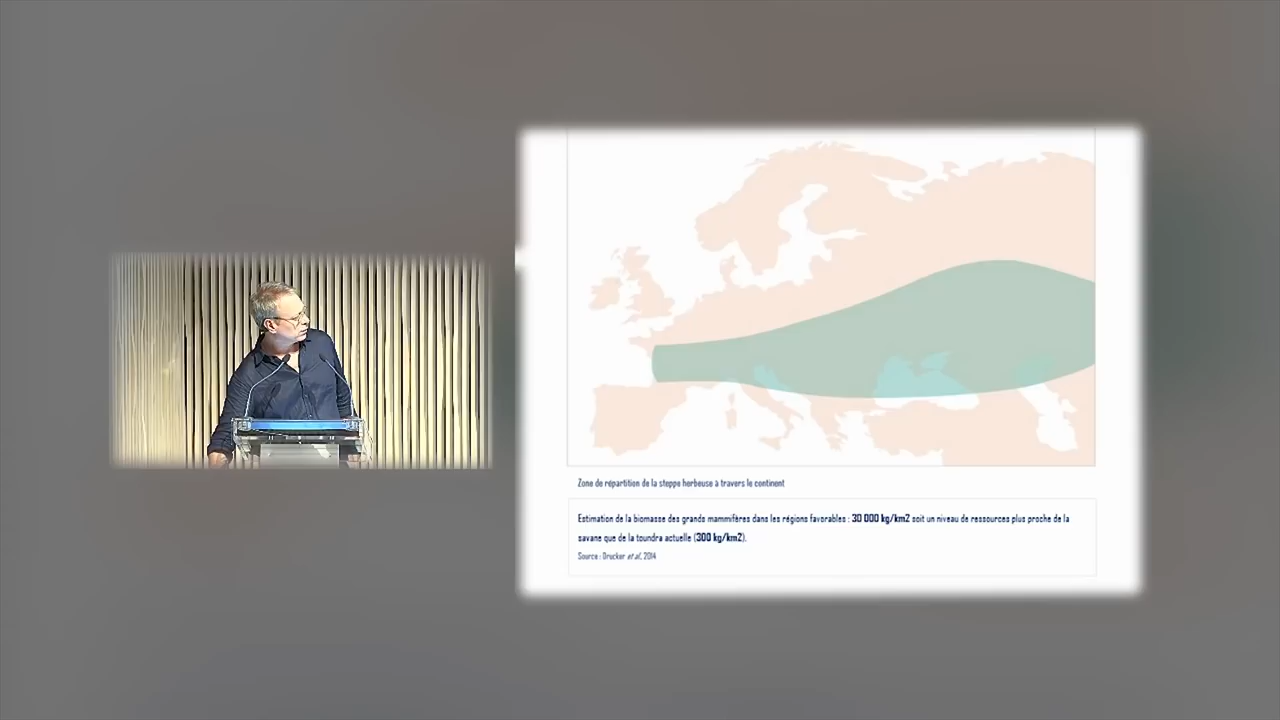 Zone de répartition de la steppe herbeuse à travers le continent
Estimation de la biomasse des grands mammifères dans les régions favorables : 30 000 kg/km2 soit un niveau de ressources plus proche de la
savane que de la toundra actuelle (300 kg/km2).
Source : Drucker et al., 2014